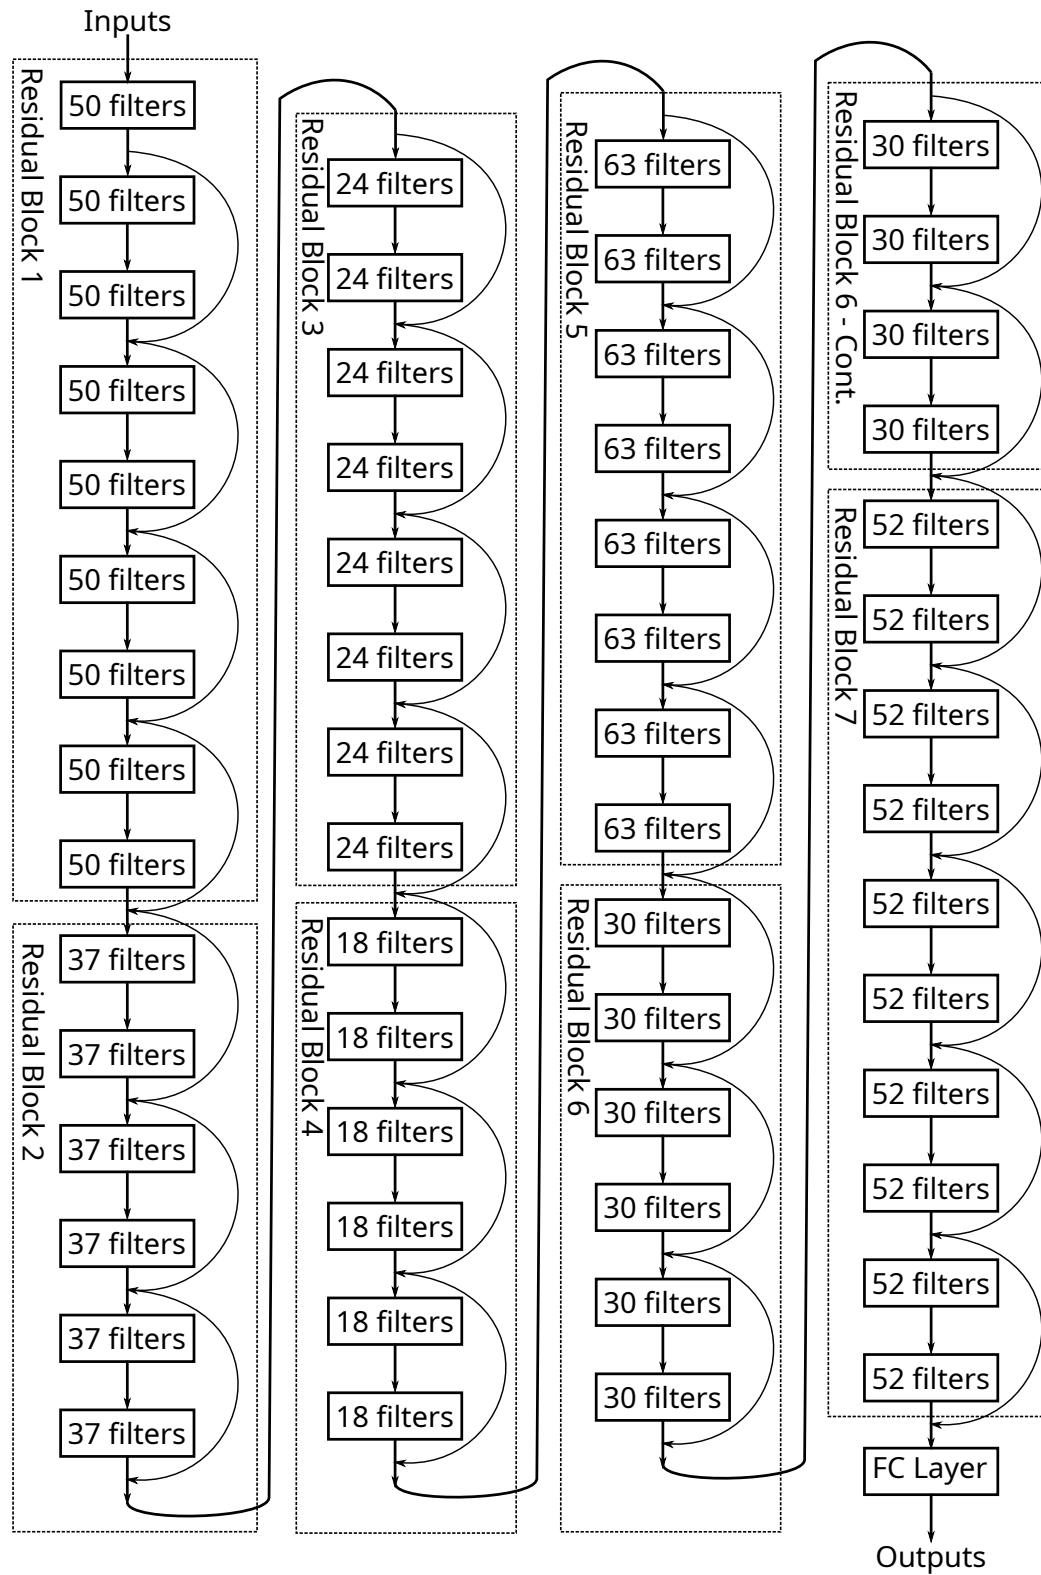 Inputs
Residual Block 1
50 filters
50 filters
50 filters
50 filters
50 filters
50 filters
50 filters
50 filters
50 filters
Residual Block 2
37 filters
37 filters
37 filters
37 filters
37 filters
37 filters
Residual Block 3
24 filters
24 filters
24 filters
24 filters
24 filters
24 filters
24 filters
24 filters
Residual Block 4
18 filters
18 filters
18 filters
18 filters
18 filters
18 filters
Residual Block 5
63 filters
63 filters
63 filters
63 filters
63 filters
63 filters
63 filters
63 filters
Residual Block 6
30 filters
30 filters
30 filters
30 filters
30 filters
30 filters
Residual Block 6 - Cont.
30 filters
30 filters
30 filters
30 filters
Residual Block 7
52 filters
52 filters
52 filters
52 filters
52 filters
52 filters
52 filters
52 filters
52 filters
52 filters
FC Layer
Outputs